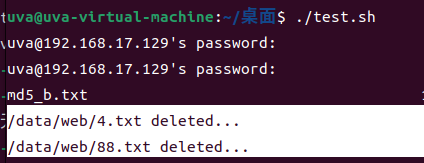 uva@uva-virtual-machine:~/桌面$ ./test.sh
uva@192.168.17.129's password:
uva@192.168.17.129's password:
md5_b.txt
/data/web/4.txt deleted...
/data/web/88.txt deleted...